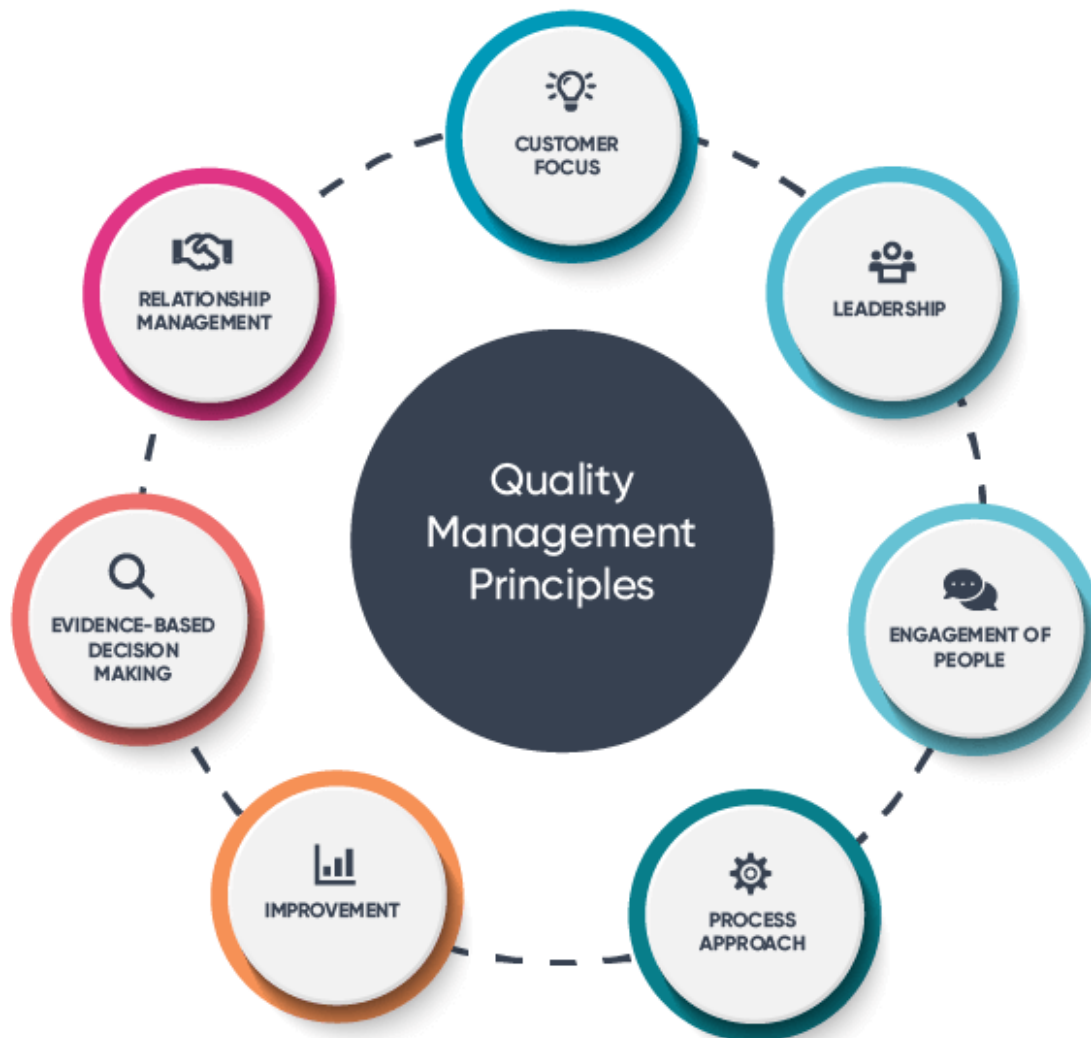 CUSTOMER
FOCUS
LEADERSHIP
ENGAGEMENT OF
PEOPLE
PROCESS
APPROACH
IMPROVEMENT
EVIDENCE-BASED
DECISION
MAKING
RELATIONSHIP
MANAGEMENT
Quality
Management
Principles